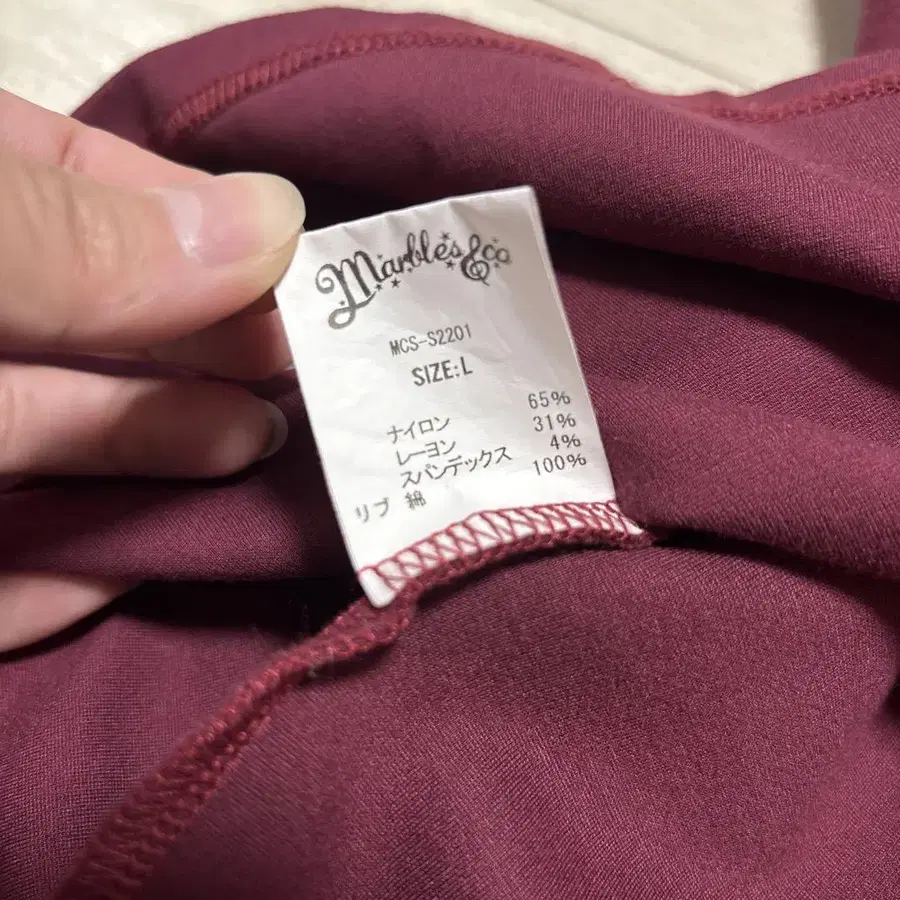 Marbles&co
MCS-S2201
SIZE:L
ナイロン 65%
レーヨン 31%
スパンデックス 4%
リブ 綿 100%